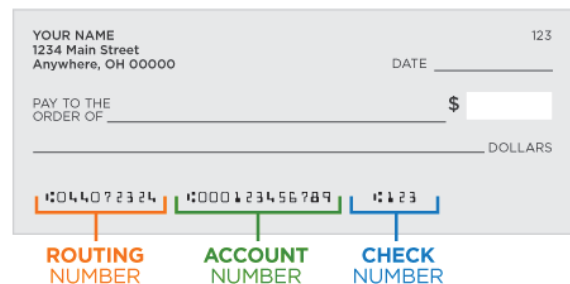 YOUR NAME 123
1234 Main Street
Anywhere, OH 00000 DATE
PAY TO THE
ORDER OF $
DOLLARS
⑆044072324 ⑆000123456789 ⑆123
ROUTING ACCOUNT CHECK
NUMBER NUMBER NUMBER